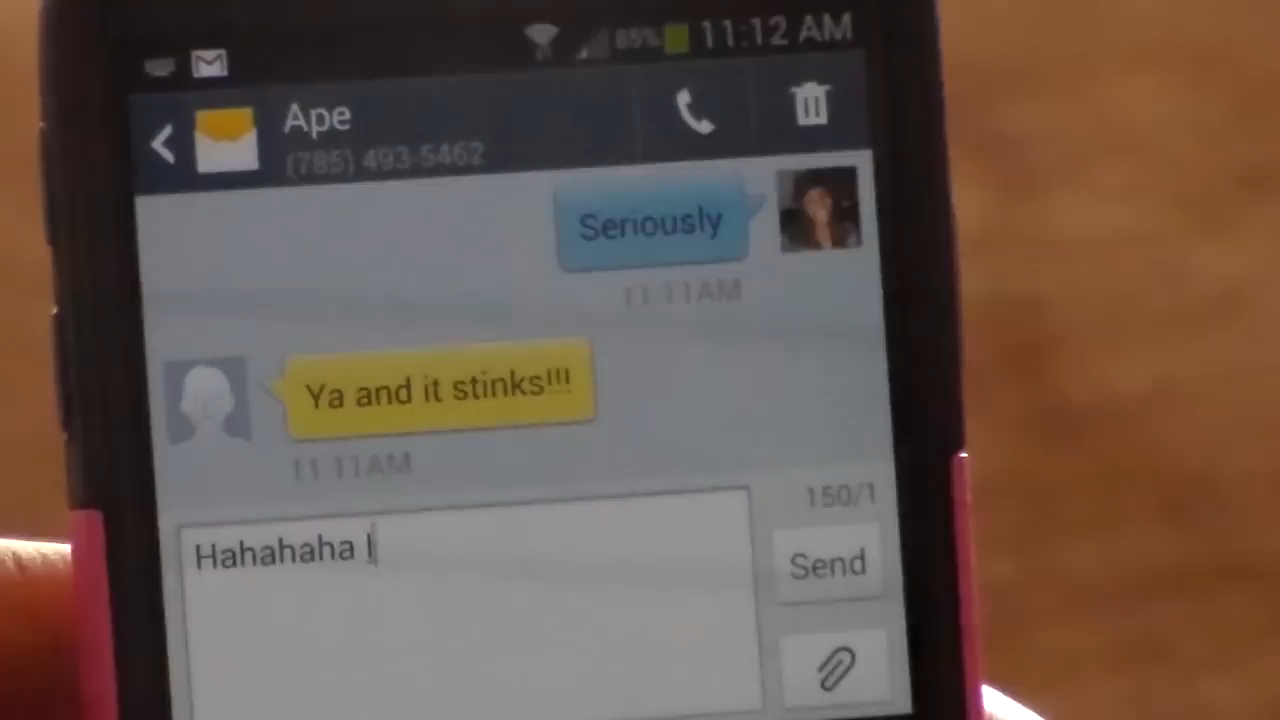 85% 11:12 AM
Ape
(785) 493-5462
Seriously
11:11AM
Ya and it stinks!!!
11:11AM
150/1
Hahahaha I
Send